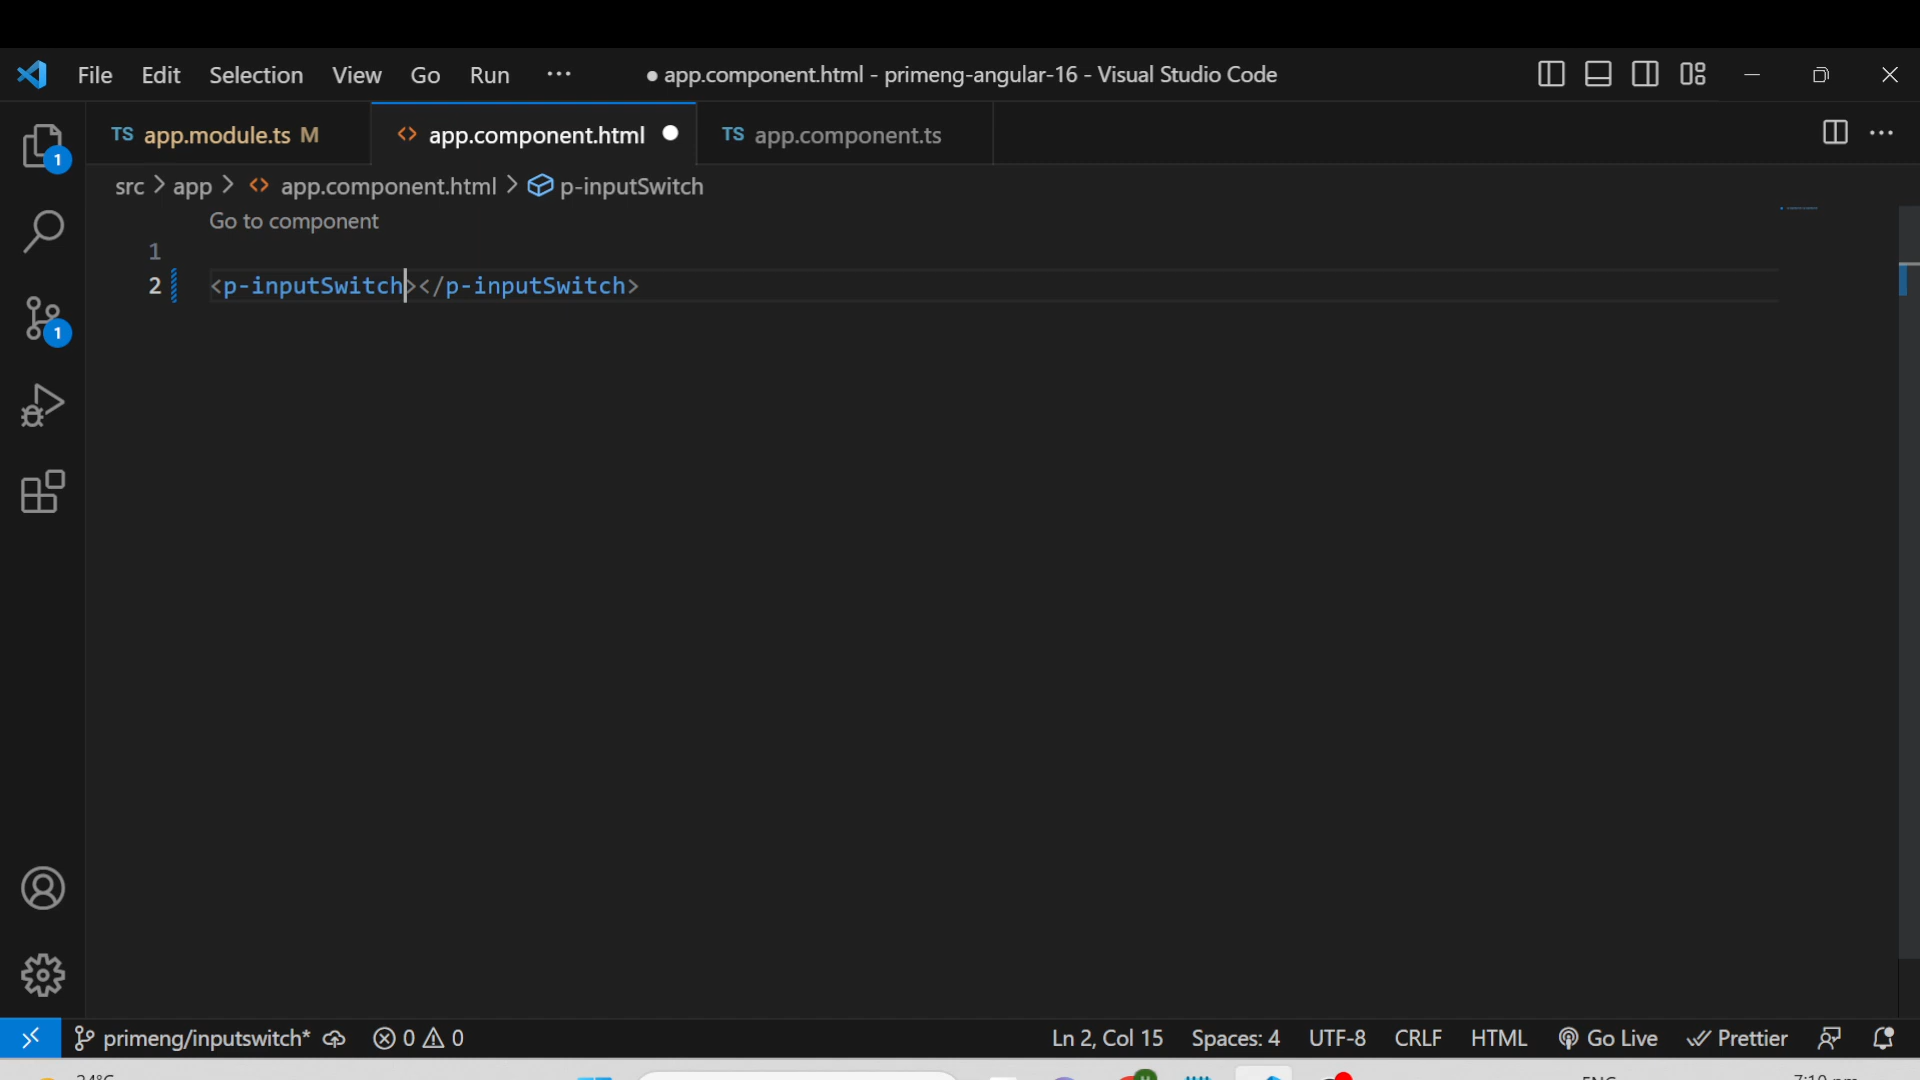 File Edit Selection View Go Run ··· ● app.component.html - primeng-angular-16 - Visual Studio Code
TS app.module.ts M <> app.component.html ● TS app.component.ts
src > app > <> app.component.html > p-inputSwitch
Go to component
1
2 <p-inputSwitch></p-inputSwitch>
1
1
primeng/inputswitch* 0 0 Ln 2, Col 15 Spaces: 4 UTF-8 CRLF HTML Go Live Prettier